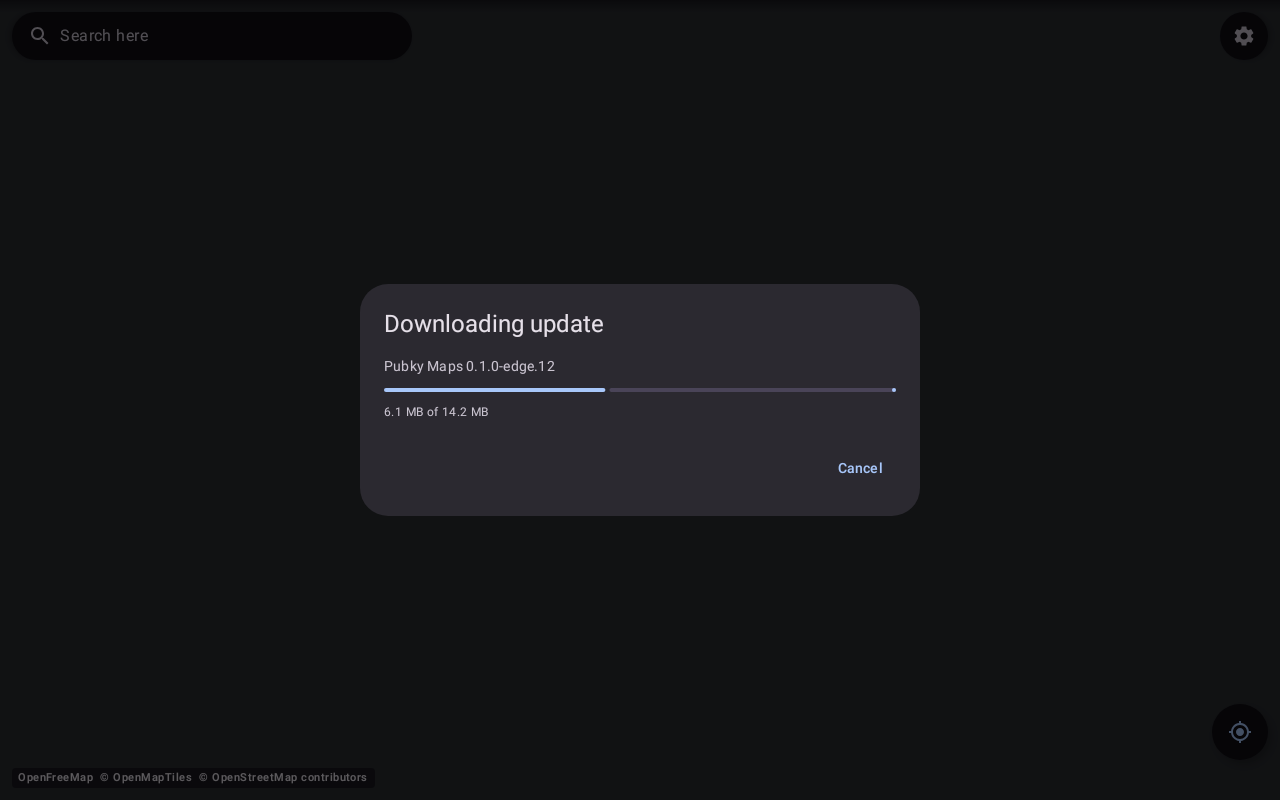 Search here
Downloading update
Pubky Maps 0.1.0-edge.12
6.1 MB of 14.2 MB
Cancel
OpenFreeMap © OpenMapTiles © OpenStreetMap contributors